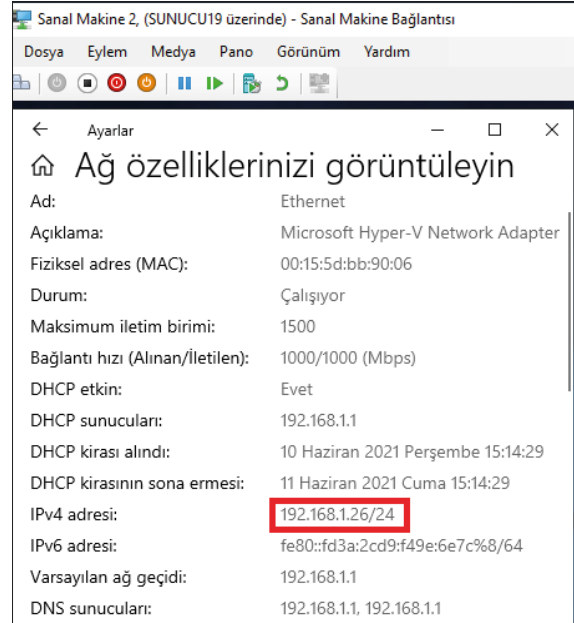 Sanal Makine 2, (SUNUCU19 üzerinde) - Sanal Makine Bağlantısı
Dosya Eylem Medya Pano Görünüm Yardım
Ayarlar
Ağ özelliklerinizi görüntüleyin
Ad: Ethernet
Açıklama: Microsoft Hyper-V Network Adapter
Fiziksel adres (MAC): 00:15:5d:bb:90:06
Durum: Çalışıyor
Maksimum iletim birimi: 1500
Bağlantı hızı (Alınan/İletilen): 1000/1000 (Mbps)
DHCP etkin: Evet
DHCP sunucuları: 192.168.1.1
DHCP kirası alındı: 10 Haziran 2021 Perşembe 15:14:29
DHCP kirasının sona ermesi: 11 Haziran 2021 Cuma 15:14:29
IPv4 adresi: 192.168.1.26/24
IPv6 adresi: fe80::fd3a:2cd9:f49e:6e7c%8/64
Varsayılan ağ geçidi: 192.168.1.1
DNS sunucuları: 192.168.1.1, 192.168.1.1